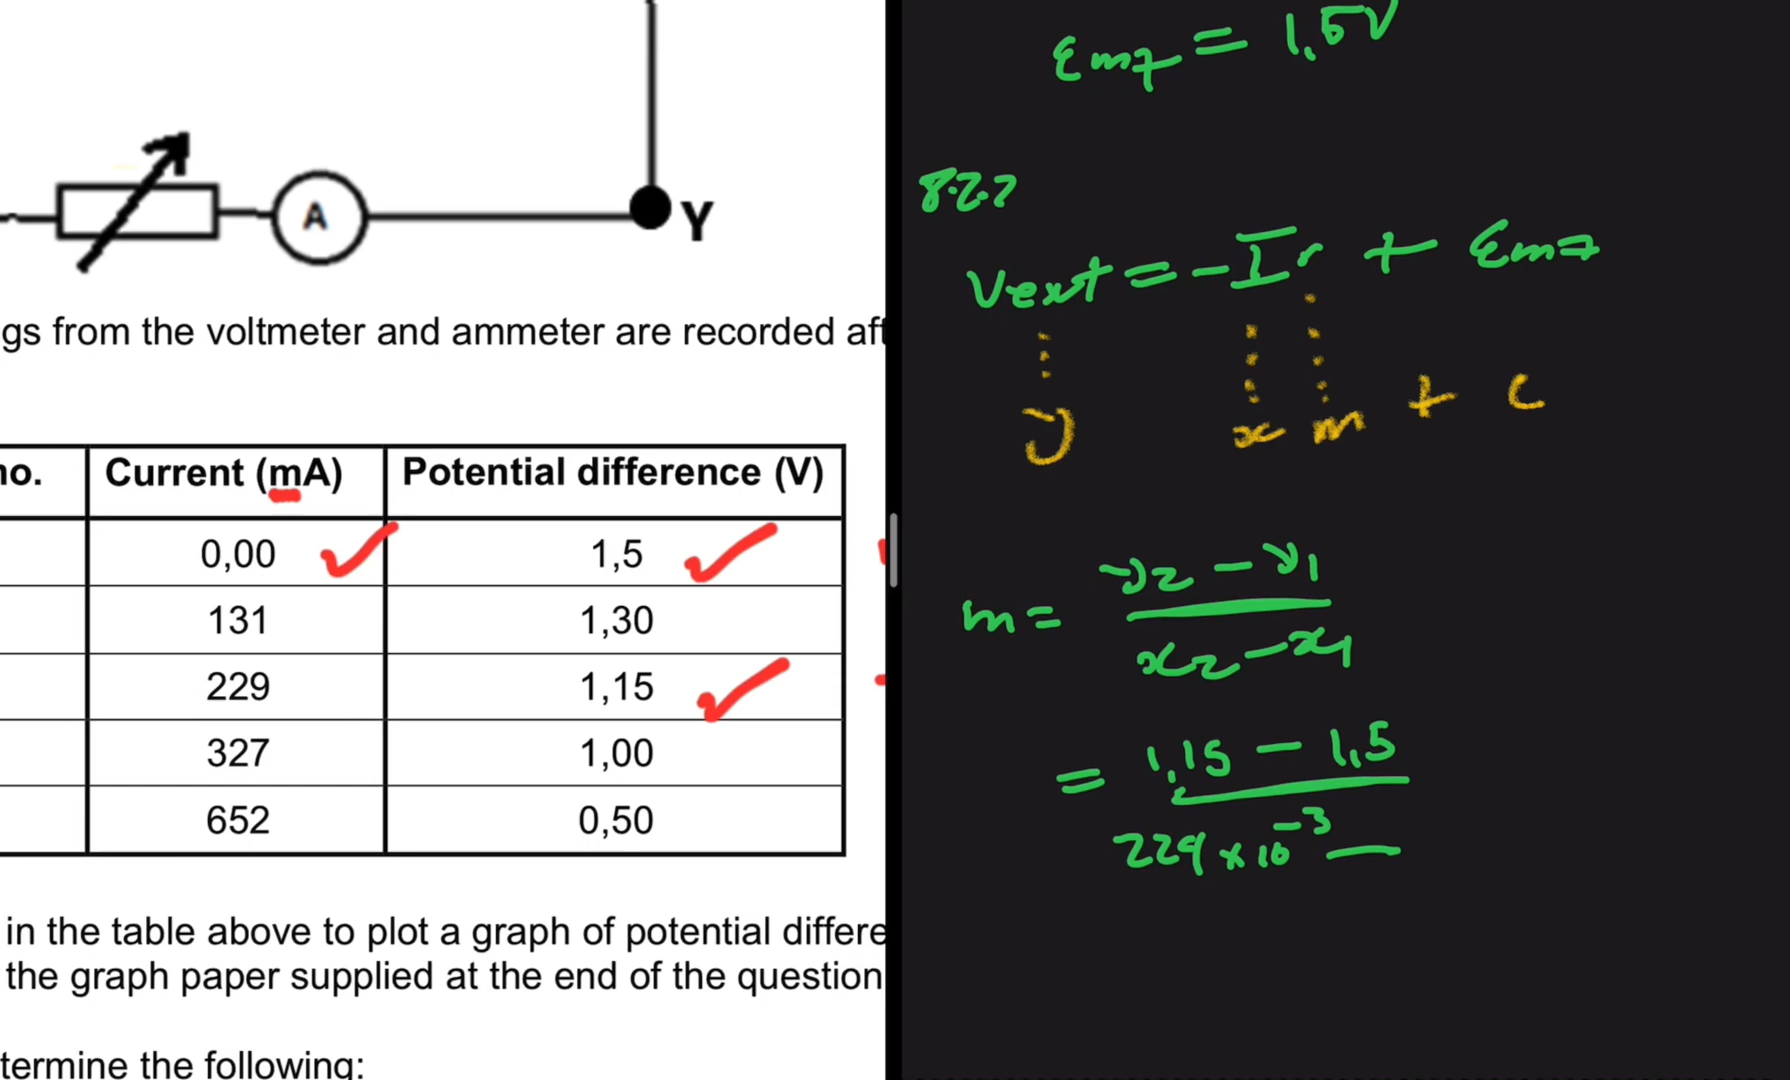 A
Y
gs from the voltmeter and ammeter are recorded aft
no. Current (mA) Potential difference (V)
0,00 1,5
131 1,30
229 1,15
327 1,00
652 0,50
in the table above to plot a graph of potential differe
the graph paper supplied at the end of the question
termine the following:
Emf = 1,5V
8.2.2
Vext = -Ir + Emf
y x m + c
m = y2 - y1
x2 - x1
= 1,15 - 1,5
229 x 10^-3 -